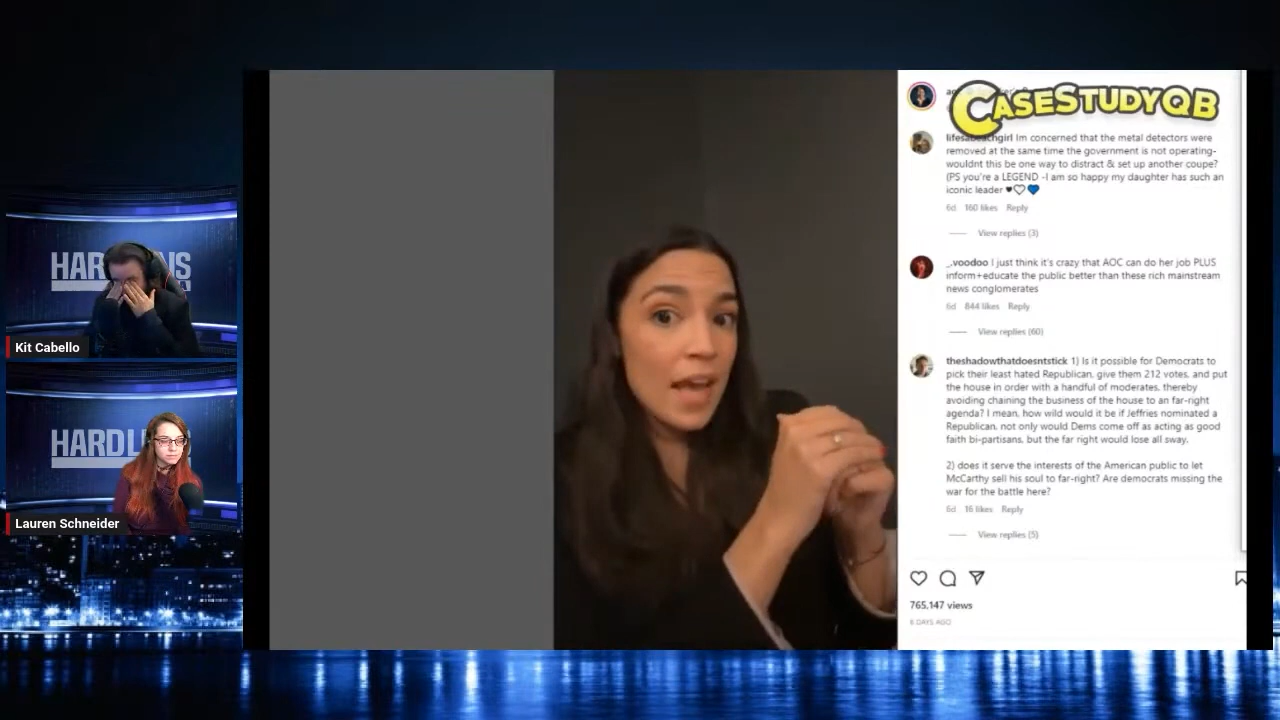 CASESTUDYQB
lifesabeachgirl Im concerned that the metal detectors were
removed at the same time the government is not operating-
wouldnt this be one way to distract & set up another coupe?
(PS you're a LEGEND -I am so happy my daughter has such an
iconic leader ♥🤍💙
6d 160 likes Reply
View replies (3)
_.voodoo I just think it's crazy that AOC can do her job PLUS
inform+educate the public better than these rich mainstream
news conglomerates
6d 844 likes Reply
View replies (60)
theshadowthatdoesntstick 1) Is it possible for Democrats to
pick their least hated Republican, give them 212 votes, and put
the house in order with a handful of moderates, thereby
avoiding chaining the business of the house to an far-right
agenda? I mean, how wild would it be if Jeffries nominated a
Republican, not only would Dems come off as acting as good
faith bi-partisans, but the far right would lose all sway.
2) does it serve the interests of the American public to let
McCarthy sell his soul to far-right? Are democrats missing the
war for the battle here?
6d 16 likes Reply
View replies (5)
765,147 views
6 DAYS AGO
HAR NS
Kit Cabello
HARDL
Lauren Schneider